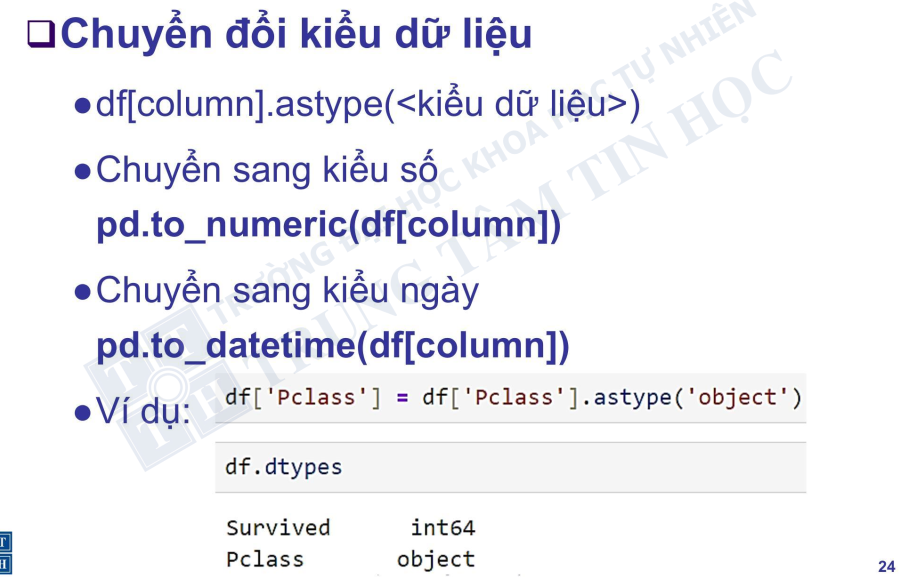 Chuyển đổi kiểu dữ liệu
df[column].astype(<kiểu dữ liệu>)
Chuyển sang kiểu số
pd.to_numeric(df[column])
Chuyển sang kiểu ngày
pd.to_datetime(df[column])
Ví dụ:
df['Pclass'] = df['Pclass'].astype('object')
df.dtypes
Survived int64
Pclass object
TRƯỜNG ĐẠI HỌC KHOA HỌC TỰ NHIÊN
TRUNG TÂM TIN HỌC
T T
T H
T
H
24